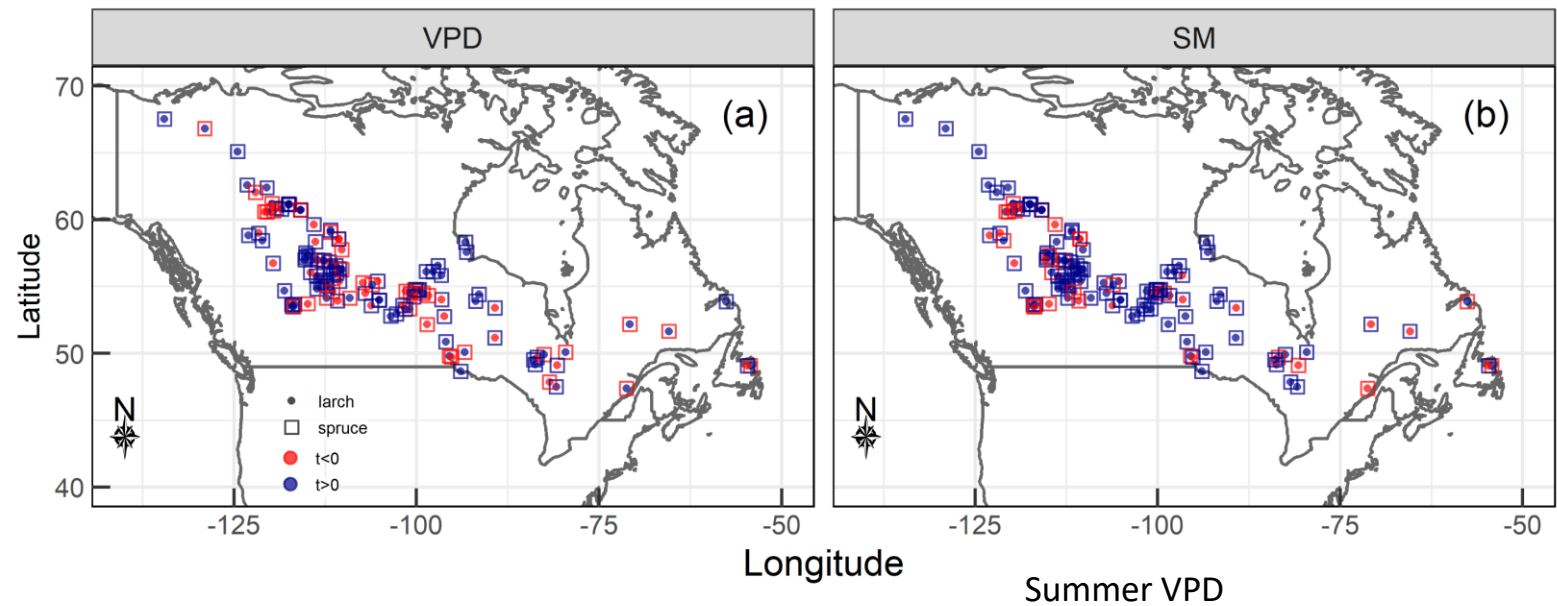 VPD
SM
70
60
50
40
Latitude
(a)
(b)
N
N
larch
spruce
t<0
t>0
-125
-100
-75
-50
-125
-100
-75
-50
Longitude
Summer VPD